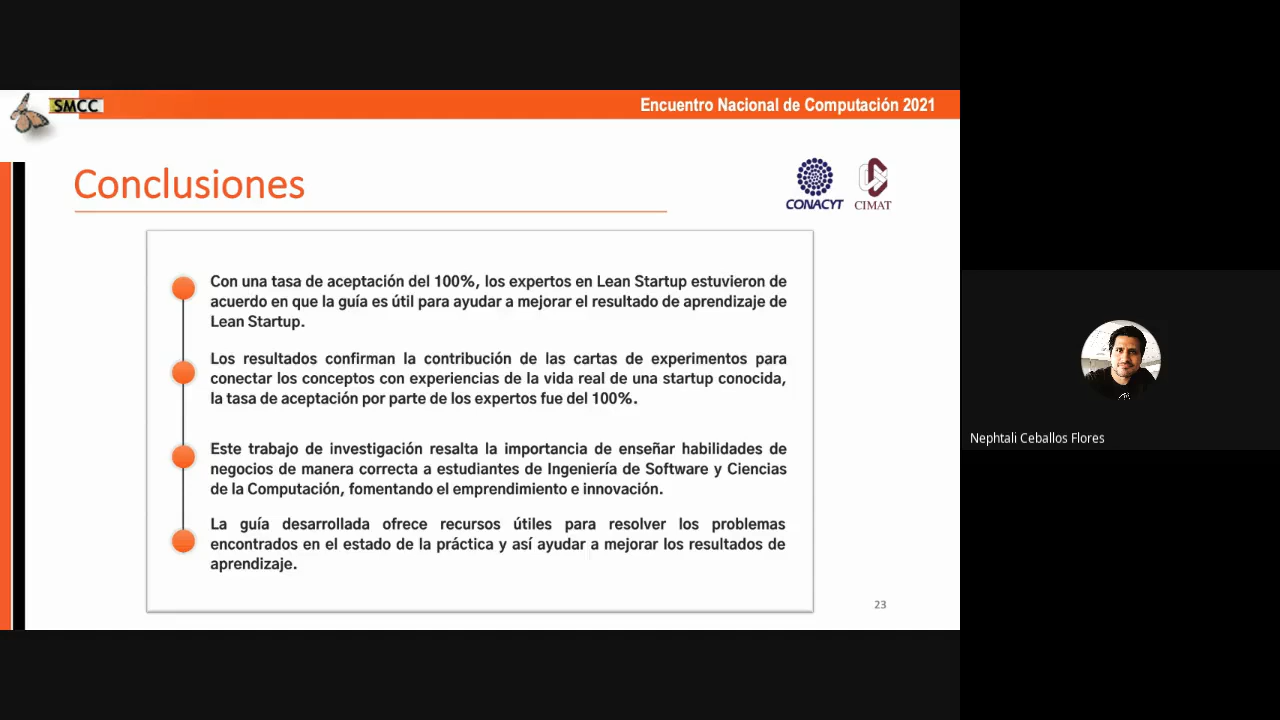 SMCC
Encuentro Nacional de Computación 2021
Conclusiones
CONACYT
CIMAT
Con una tasa de aceptación del 100%, los expertos en Lean Startup estuvieron de
acuerdo en que la guía es útil para ayudar a mejorar el resultado de aprendizaje de
Lean Startup.
Los resultados confirman la contribución de las cartas de experimentos para
conectar los conceptos con experiencias de la vida real de una startup conocida,
la tasa de aceptación por parte de los expertos fue del 100%.
Este trabajo de investigación resalta la importancia de enseñar habilidades de
negocios de manera correcta a estudiantes de Ingeniería de Software y Ciencias
de la Computación, fomentando el emprendimiento e innovación.
La guía desarrollada ofrece recursos útiles para resolver los problemas
encontrados en el estado de la práctica y así ayudar a mejorar los resultados de
aprendizaje.
23
Nephtali Ceballos Flores